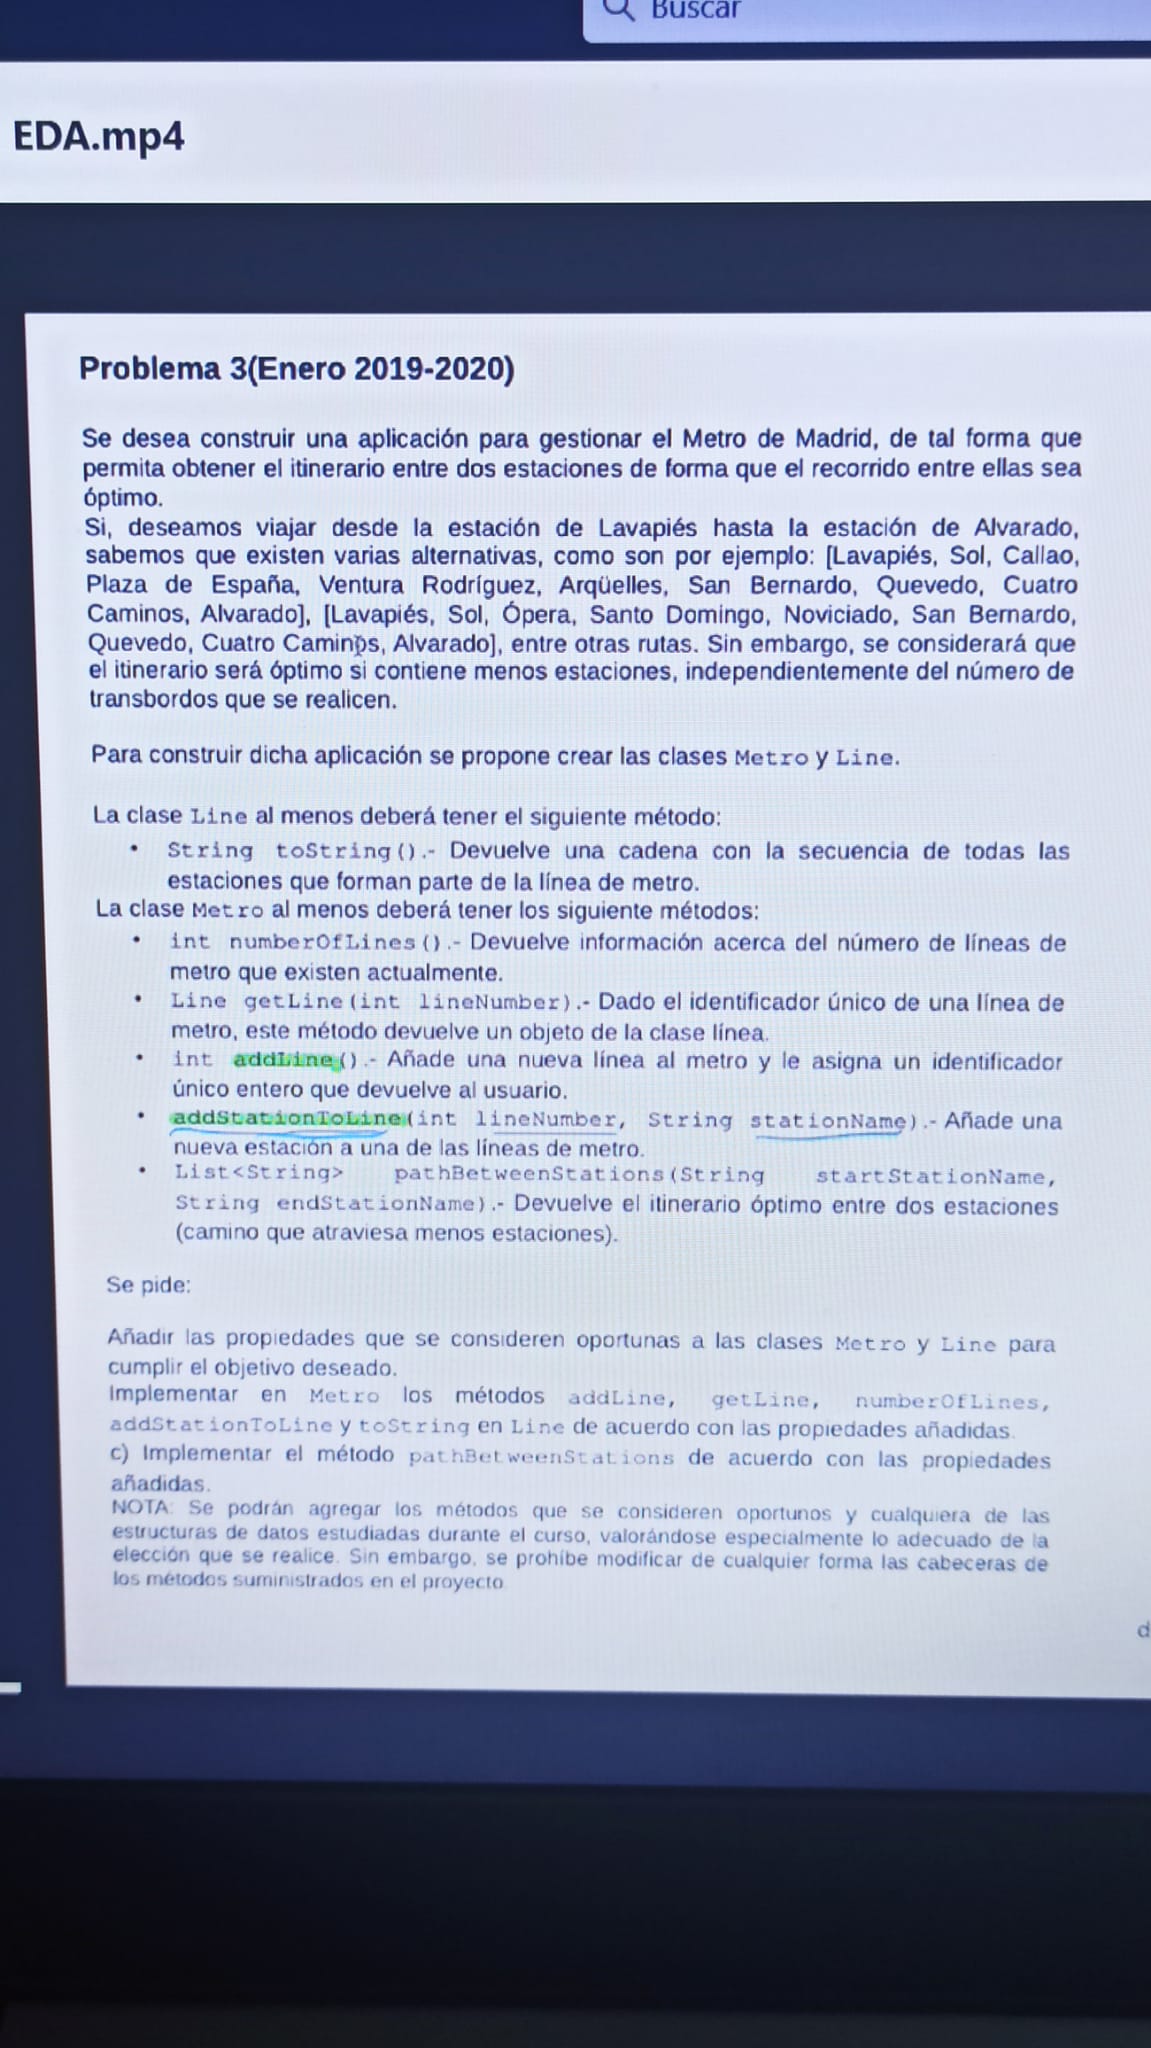 Buscar
EDA.mp4
Problema 3(Enero 2019-2020)
Se desea construir una aplicación para gestionar el Metro de Madrid, de tal forma que
permita obtener el itinerario entre dos estaciones de forma que el recorrido entre ellas sea
óptimo.
Si, deseamos viajar desde la estación de Lavapiés hasta la estación de Alvarado,
sabemos que existen varias alternativas, como son por ejemplo: [Lavapiés, Sol, Callao,
Plaza de España, Ventura Rodríguez, Arqüelles, San Bernardo, Quevedo, Cuatro
Caminos, Alvarado], [Lavapiés, Sol, Ópera, Santo Domingo, Noviciado, San Bernardo,
Quevedo, Cuatro Caminos, Alvarado], entre otras rutas. Sin embargo, se considerará que
el itinerario será óptimo si contiene menos estaciones, independientemente del número de
transbordos que se realicen.
Para construir dicha aplicación se propone crear las clases Metro y Line.
La clase Line al menos deberá tener el siguiente método:
• String toString().- Devuelve una cadena con la secuencia de todas las
estaciones que forman parte de la línea de metro.
La clase Metro al menos deberá tener los siguiente métodos:
• int numberOfLines().- Devuelve información acerca del número de líneas de
metro que existen actualmente.
• Line getLine(int lineNumber).- Dado el identificador único de una línea de
metro, este método devuelve un objeto de la clase línea.
• int addLine().- Añade una nueva línea al metro y le asigna un identificador
único entero que devuelve al usuario.
• addStationToLine(int lineNumber, String stationName).- Añade una
nueva estación a una de las líneas de metro.
• List<String> pathBetweenStations(String startStationName,
String endStationName).- Devuelve el itinerario óptimo entre dos estaciones
(camino que atraviesa menos estaciones).
Se pide:
Añadir las propiedades que se consideren oportunas a las clases Metro y Line para
cumplir el objetivo deseado.
Implementar en Metro los métodos addLine, getLine, numberOfLines,
addStationToLine y toString en Line de acuerdo con las propiedades añadidas.
c) Implementar el método pathBetweenStations de acuerdo con las propiedades
añadidas.
NOTA: Se podrán agregar los métodos que se consideren oportunos y cualquiera de las
estructuras de datos estudiadas durante el curso, valorándose especialmente lo adecuado de la
elección que se realice. Sin embargo, se prohíbe modificar de cualquier forma las cabeceras de
los métodos suministrados en el proyecto
d